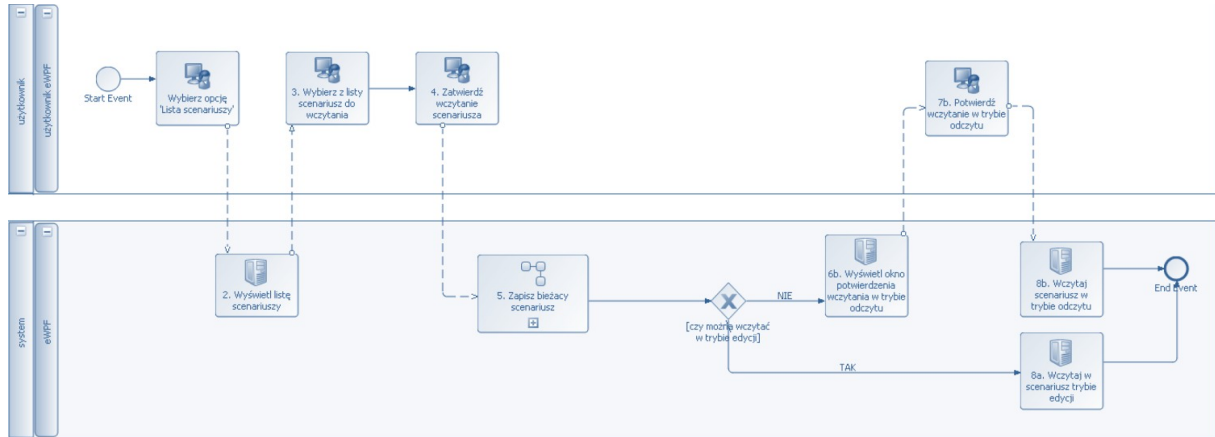 użytkownik
użytkownik eWPF
Start Event
Wybierz opcję
'Lista scenariuszy'
3. Wybierz z listy
scenariusz do
wczytania
4. Zatwierdź
wczytanie
scenariusza
7b. Potwierdź
wczytanie w trybie
odczytu
system
eWPF
2. Wyświetl listę
scenariuszy
5. Zapisz bieżacy
scenariusz
[czy można wczytać
w trybie edycji]
NIE
TAK
6b. Wyświetl okno
potwierdzenia
wczytania w trybie
odczytu
8b. Wczytaj
scenariusz w
trybie odczytu
End Event
8a. Wczytaj w
scenariusz trybie
edycji